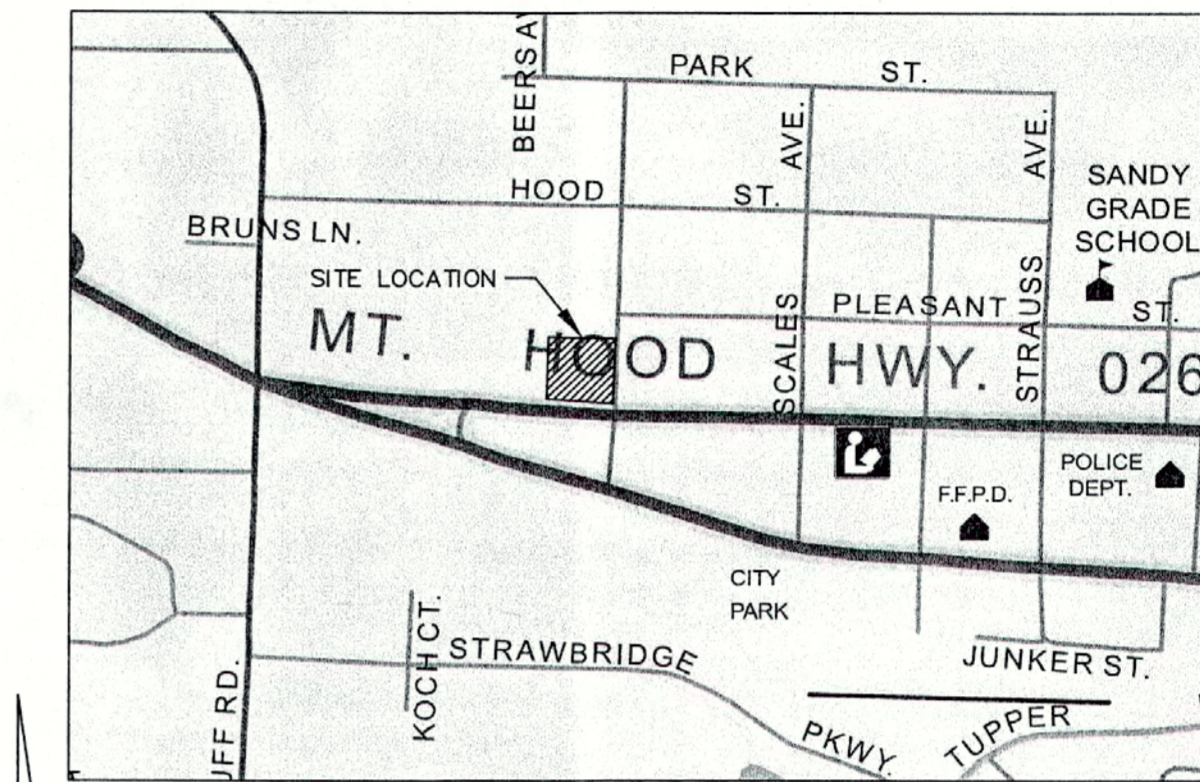 BEERS A
PARK ST.
AVE.
AVE.
SANDY
GRADE
SCHOOL
HOOD ST.
BRUNS LN.
SITE LOCATION
PLEASANT ST.
MT. HOOD HWY. 026
SCALES
STRAUSS
POLICE
DEPT.
F.F.P.D.
CITY
PARK
KOCH CT.
STRAWBRIDGE
PKWY.
JUNKER ST.
TUPPER
UFF RD.